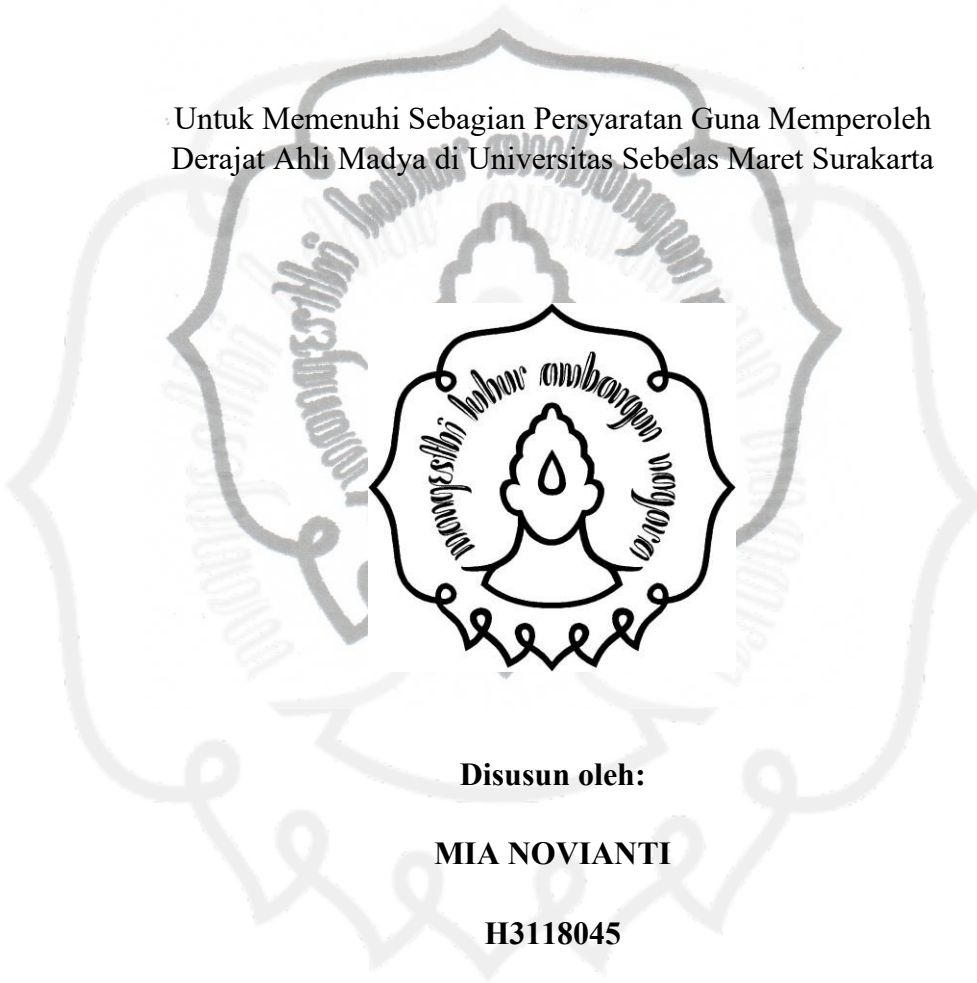 Untuk Memenuhi Sebagian Persyaratan Guna Memperoleh
Derajat Ahli Madya di Universitas Sebelas Maret Surakarta
mangesthi luhur ambangun nagara
Disusun oleh:
MIA NOVIANTI
H3118045